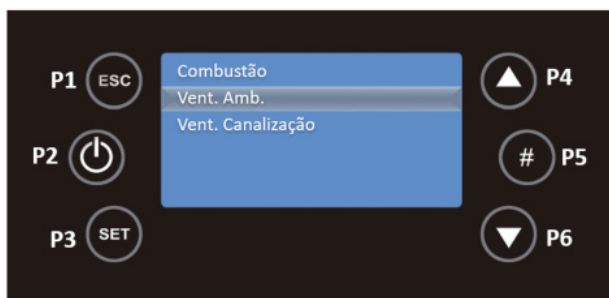 P1 ESC
Combustão
Vent. Amb.
Vent. Canalização
P4
P2
# P5
P3 SET
P6